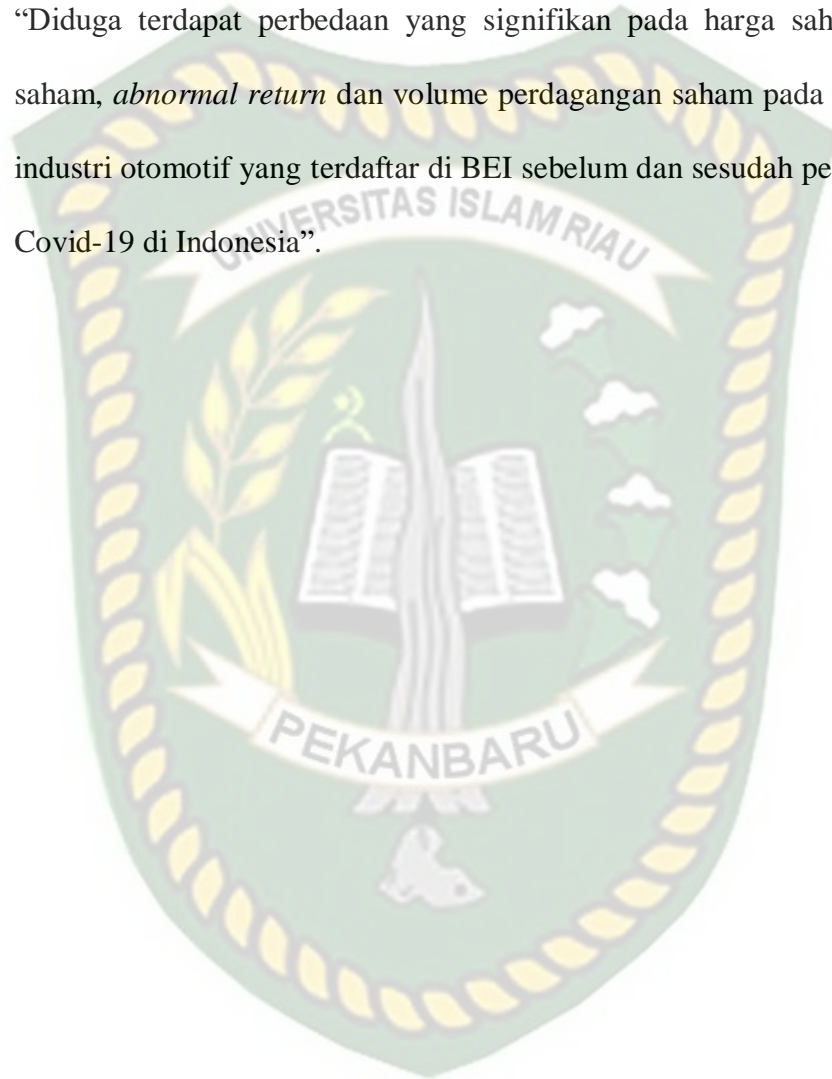 “Diduga terdapat perbedaan yang signifikan pada harga sah
saham, abnormal return dan volume perdagangan saham pada
industri otomotif yang terdaftar di BEI sebelum dan sesudah pe
Covid-19 di Indonesia”.
UNIVERSITAS ISLAM RIAU
PEKANBARU